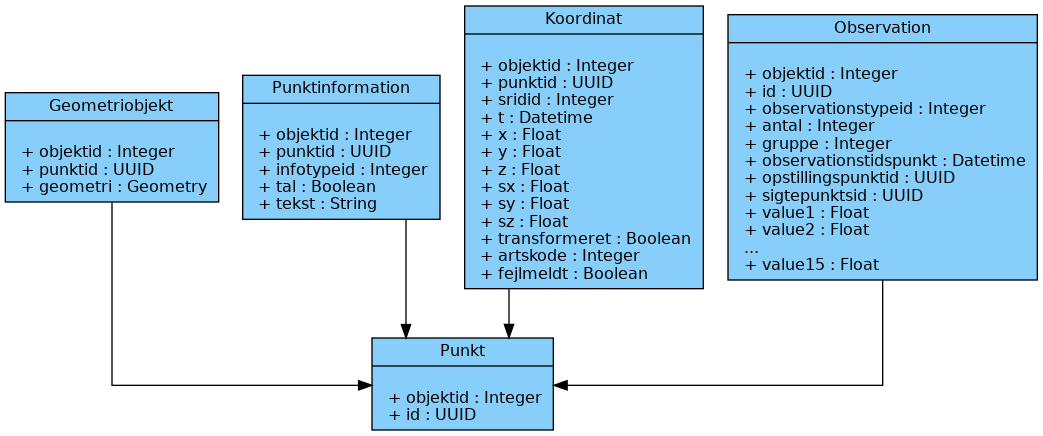 Geometriobjekt
+ objektid : Integer
+ punktid : UUID
+ geometri : Geometry
Punktinformation
+ objektid : Integer
+ punktid : UUID
+ infotypeid : Integer
+ tal : Boolean
+ tekst : String
Koordinat
+ objektid : Integer
+ punktid : UUID
+ sridid : Integer
+ t : Datetime
+ x : Float
+ y : Float
+ z : Float
+ sx : Float
+ sy : Float
+ sz : Float
+ transformeret : Boolean
+ artskode : Integer
+ fejlmeldt : Boolean
Observation
+ objektid : Integer
+ id : UUID
+ observationstypeid : Integer
+ antal : Integer
+ gruppe : Integer
+ observationstidspunkt : Datetime
+ opstillingspunktid : UUID
+ sigtepunktsid : UUID
+ value1 : Float
+ value2 : Float
...
+ value15 : Float
Punkt
+ objektid : Integer
+ id : UUID